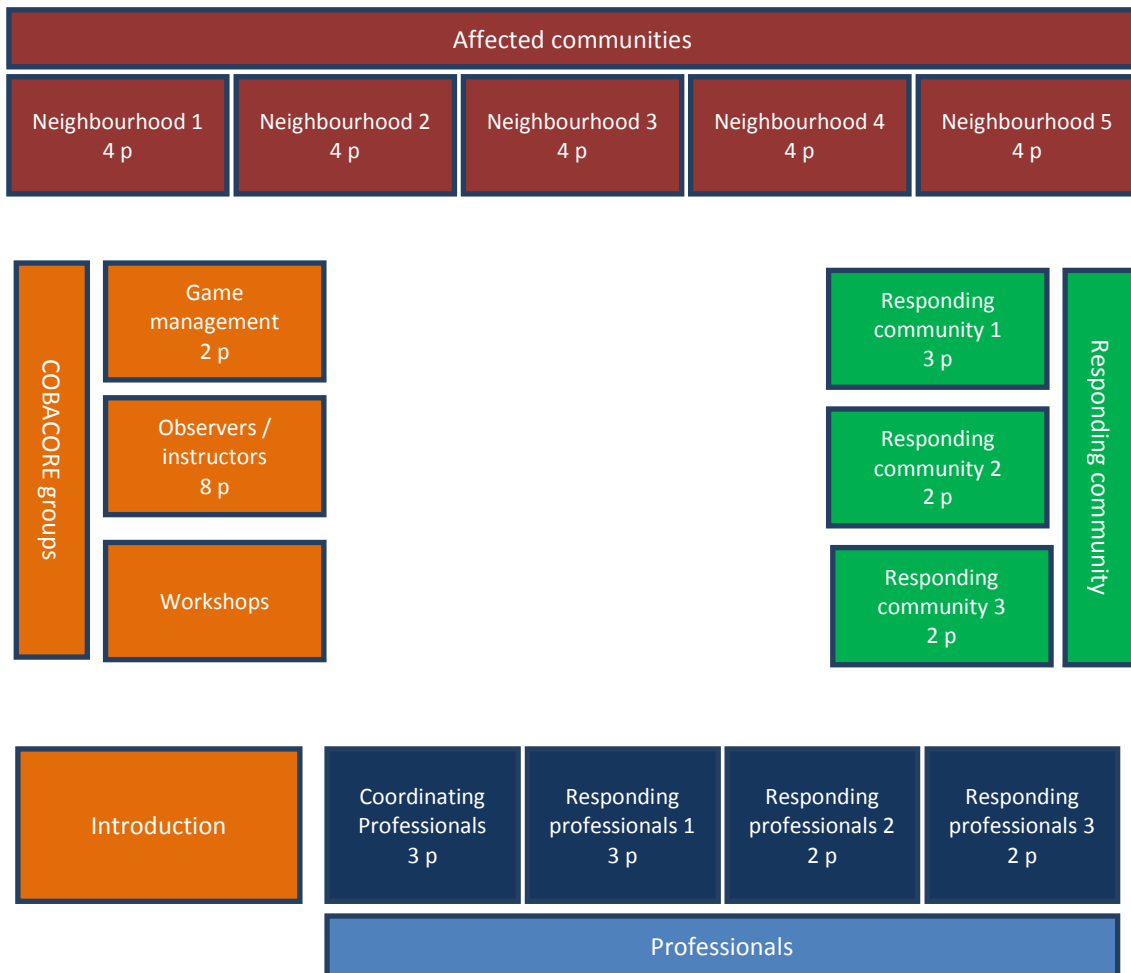 Affected communities
Neighbourhood 1
4 p
Neighbourhood 2
4 p
Neighbourhood 3
4 p
Neighbourhood 4
4 p
Neighbourhood 5
4 p
COBACORE groups
Game
management
2 p
Observers /
instructors
8 p
Workshops
Responding
community 1
3 p
Responding
community 2
2 p
Responding
community 3
2 p
Responding community
Introduction
Coordinating
Professionals
3 p
Responding
professionals 1
3 p
Responding
professionals 2
2 p
Responding
professionals 3
2 p
Professionals